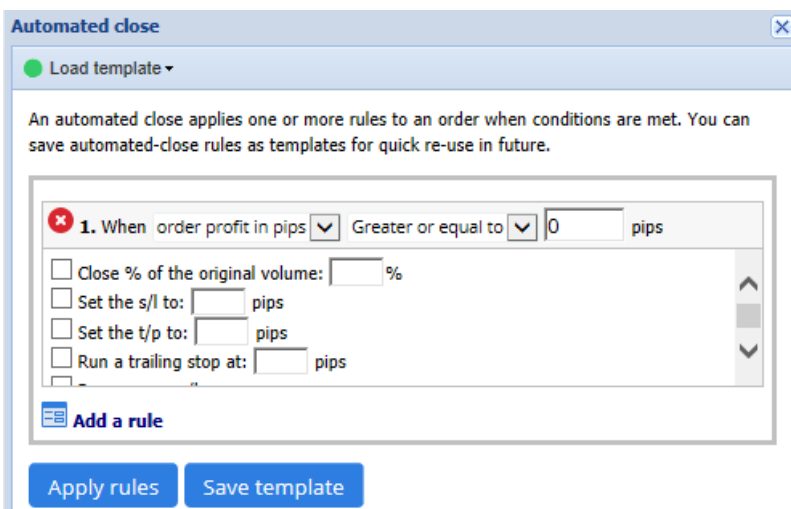 Automated close
Load template
An automated close applies one or more rules to an order when conditions are met. You can
save automated-close rules as templates for quick re-use in future.
1. When order profit in pips Greater or equal to 0 pips
Close % of the original volume: %
Set the s/l to: pips
Set the t/p to: pips
Run a trailing stop at: pips
Add a rule
Apply rules Save template